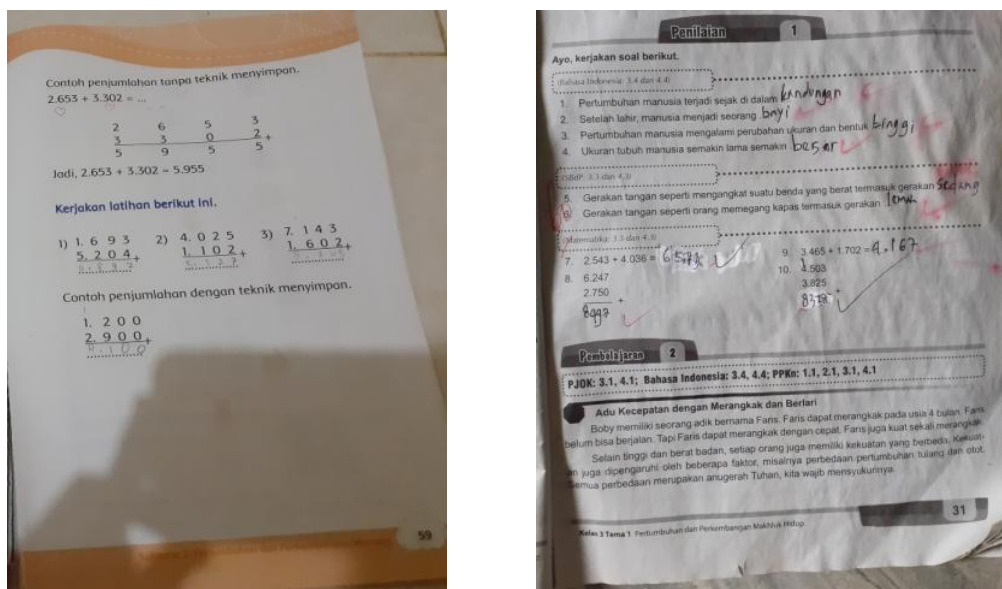 Contoh penjumlahan tanpa teknik menyimpan.
2.653 + 3.302 = ...
2 6 5 3
3 3 0 2 +
5 9 5 5
Jadi, 2.653 + 3.302 = 5.955
Kerjakan latihan berikut ini.
1) 1. 6 9 3 2) 4. 0 2 5 3) 7. 1 4 3
5. 2 0 4 + 1. 1 0 2 + 1. 6 0 2 +
Contoh penjumlahan dengan teknik menyimpan.
1. 2 0 0
2. 9 0 0 +
4. 1 0 0
59
Penilaian 1
Ayo, kerjakan soal berikut.
(Bahasa Indonesia: 3.4 dan 4.4)
1. Pertumbuhan manusia terjadi sejak di dalam kandungan
2. Setelah lahir, manusia menjadi seorang bayi
3. Pertumbuhan manusia mengalami perubahan ukuran dan bentuk
4. Ukuran tubuh manusia semakin lama semakin besar
5. Gerakan tangan seperti mengangkat suatu benda yang berat termasuk gerakan sedang
6. Gerakan tangan seperti orang memegang kapas termasuk gerakan lemah
7. 2.543 + 4.036 = 9. 3.465 + 1.702 =
8. 6.247 10. 4.503
2.750 + 3.825 +
8997
Pembelajaran 2
PJOK: 3.1, 4.1; Bahasa Indonesia: 3.4, 4.4; PPKn: 1.1, 2.1, 3.1, 4.1
Adu Kecepatan dengan Merangkak dan Berlari
Boby memiliki seorang adik bernama Faris. Faris dapat merangkak pada usia 4 bulan. Faris
belum bisa berjalan. Tapi Faris dapat merangkak dengan cepat. Faris juga kuat sekali merangkak.
Selain tinggi dan berat badan, setiap orang juga memiliki kekuatan yang berbeda. Kekuat-
an juga dipengaruhi oleh beberapa faktor, misalnya perbedaan pertumbuhan tulang dan otot.
Semua perbedaan merupakan anugerah Tuhan, kita wajib mensyukurinya.
Kelas 3 Tema 1 Pertumbuhan dan Perkembangan Makhluk Hidup
31